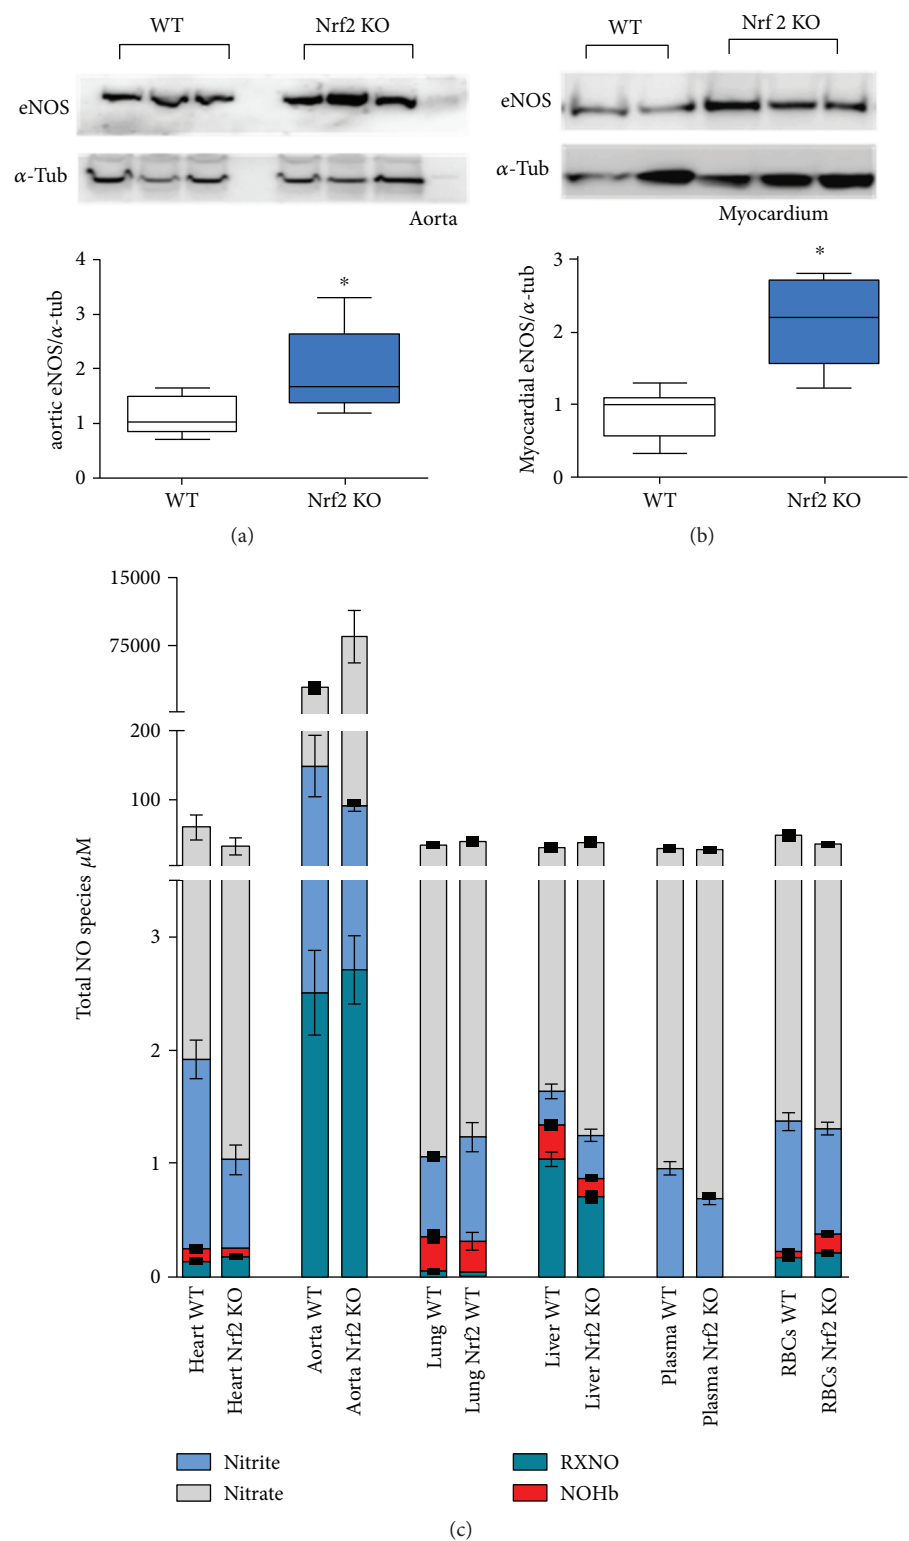 WT
Nrf2 KO
eNOS
α-Tub
Aorta
aortic eNOS/α-tub
4
3
2
1
0
*
WT
Nrf2 KO
(a)
WT
Nrf 2 KO
eNOS
α-Tub
Myocardium
Myocardial eNOS/α-tub
3
2
1
0
*
WT
Nrf2 KO
(b)
Total NO species μM
15000
75000
200
100
3
2
1
0
Heart WT
Heart Nrf2 KO
Aorta WT
Aorta Nrf2 KO
Lung WT
Lung Nrf2 WT
Liver WT
Liver Nrf2 KO
Plasma WT
Plasma Nrf2 KO
RBCs WT
RBCs Nrf2 KO
Nitrite
Nitrate
RXNO
NOHb
(c)